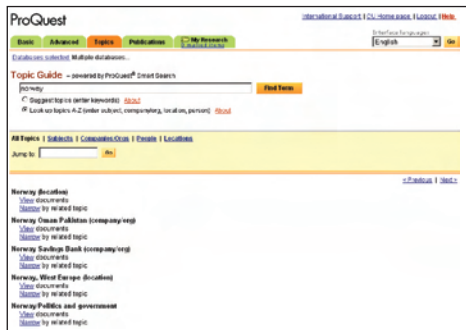 ProQuest
International Support | CU Home page | Logout | Help
Basic Advanced Topics Publications My Research
Interface language:
English Go
Databases selected: Multiple databases...
Topic Guide – powered by ProQuest® Smart Search
norway Find Term
Suggest topics (enter keywords) About
Look up topics A-Z (enter subject, company/org, location, person) About
All Topics | Subjects | Companies/Orgs | People | Locations
Jump to Go
< Previous | Next >
Norway (location)
View documents
Narrow by related topic
Norway Oman Pakistan (company/org)
View documents
Narrow by related topic
Norway Savings Bank (company/org)
View documents
Narrow by related topic
Norway, West Europe (location)
View documents
Narrow by related topic
Norway/Politics and government
View documents
Narrow by related topic